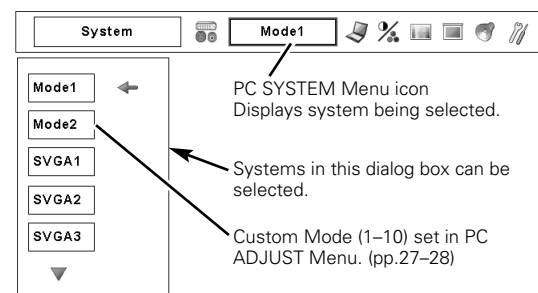 System
Mode1
Mode1
Mode2
SVGA1
SVGA2
SVGA3
PC SYSTEM Menu icon
Displays system being selected.
Systems in this dialog box can be
selected.
Custom Mode (1–10) set in PC
ADJUST Menu. (pp.27–28)